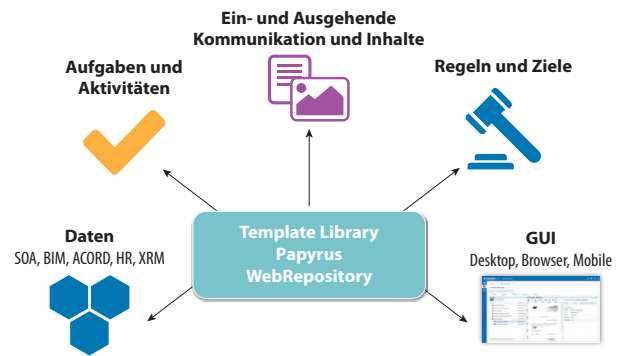 Ein- und Ausgehende
Kommunikation und Inhalte
Aufgaben und
Aktivitäten
Regeln und Ziele
Template Library
Papyrus
WebRepository
Daten
SOA, BIM, ACORD, HR, XRM
GUI
Desktop, Browser, Mobile